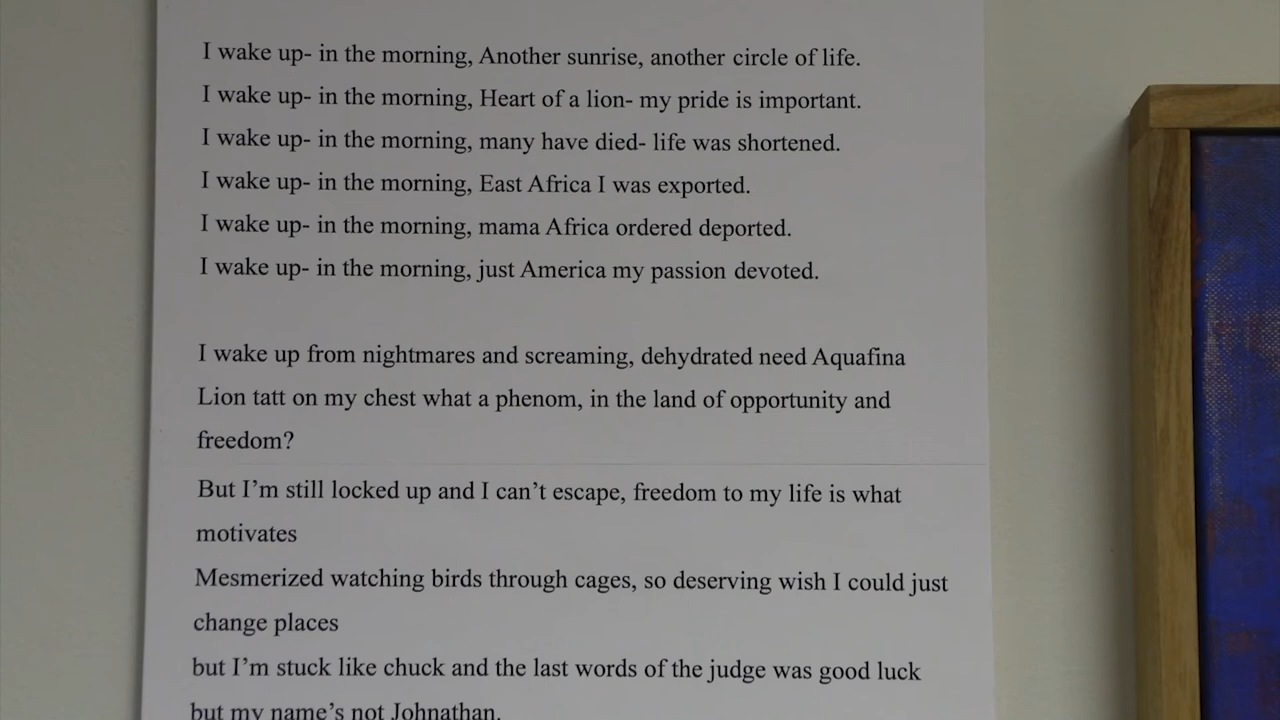 I wake up- in the morning, Another sunrise, another circle of life.
I wake up- in the morning, Heart of a lion- my pride is important.
I wake up- in the morning, many have died- life was shortened.
I wake up- in the morning, East Africa I was exported.
I wake up- in the morning, mama Africa ordered deported.
I wake up- in the morning, just America my passion devoted.
I wake up from nightmares and screaming, dehydrated need Aquafina
Lion tatt on my chest what a phenom, in the land of opportunity and
freedom?
But I’m still locked up and I can’t escape, freedom to my life is what
motivates
Mesmerized watching birds through cages, so deserving wish I could just
change places
but I’m stuck like chuck and the last words of the judge was good luck
but my name’s not Johnathan.